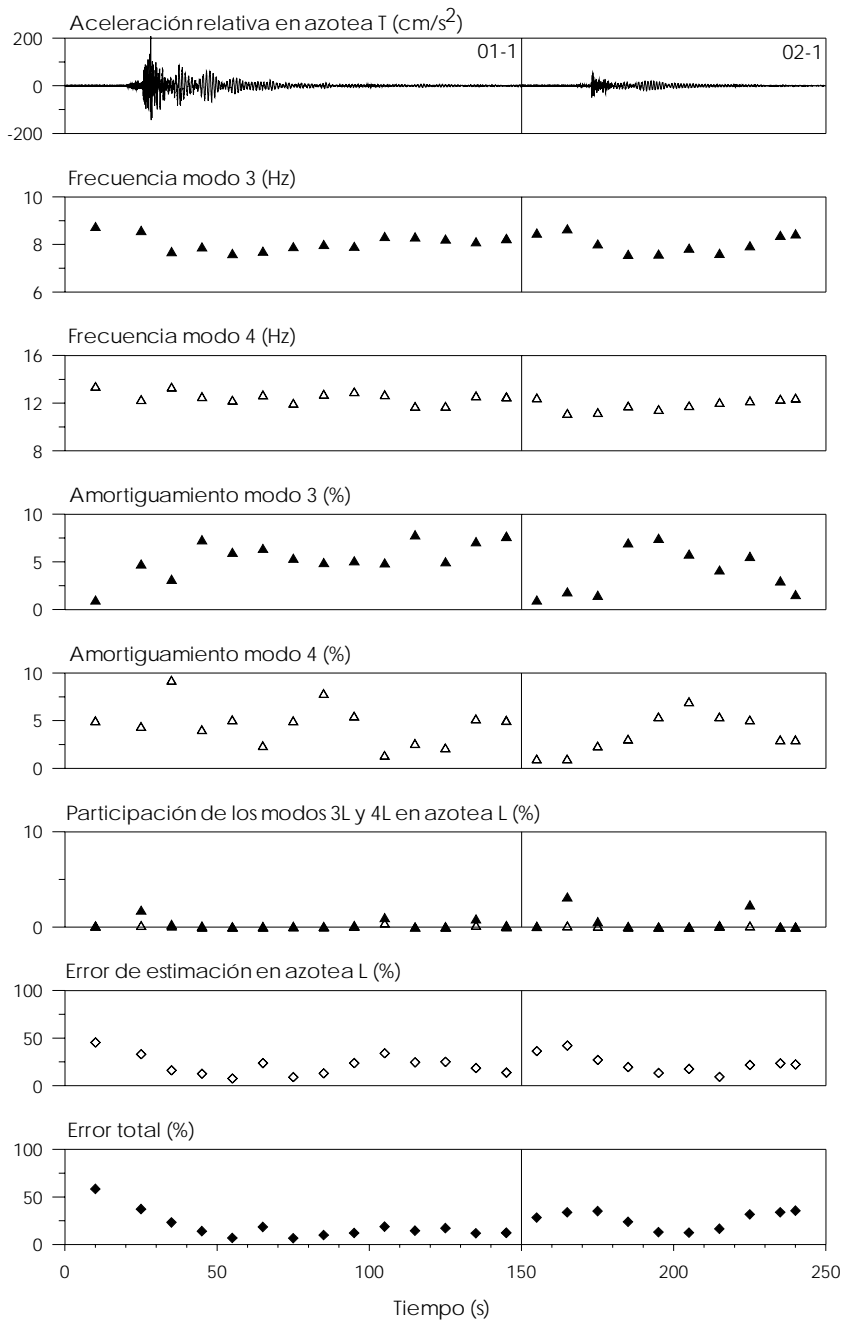 Aceleración relativa en azotea T (cm/s2)
200
0
-200
01-1
02-1
Frecuencia modo 3 (Hz)
10
8
6
Frecuencia modo 4 (Hz)
16
12
8
Amortiguamiento modo 3 (%)
10
5
0
Amortiguamiento modo 4 (%)
10
5
0
Participación de los modos 3L y 4L en azotea L (%)
10
0
Error de estimación en azotea L (%)
100
50
0
Error total (%)
100
50
0
0 50 100 150 200 250
Tiempo (s)